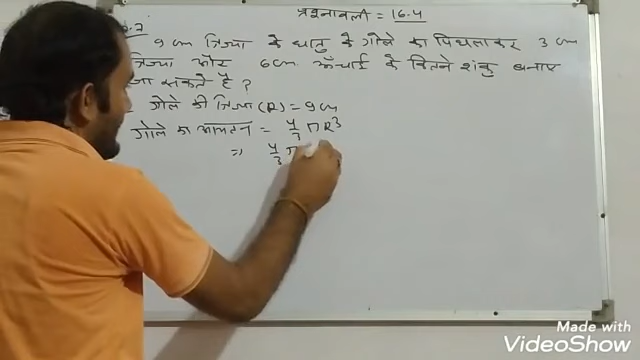 प्रश्नावली = 16.4
9 cm त्रिज्या के धातु के गोले को पिघलाकर 3 cm
त्रिज्या और 6cm ऊँचाई के कितने शंकु बनाए
जा सकते है ?
गोले की त्रिज्या (R) = 9 cm
गोले का आयतन = 4/3 πR³
⇒ 4/3 π
Made with
VideoShow